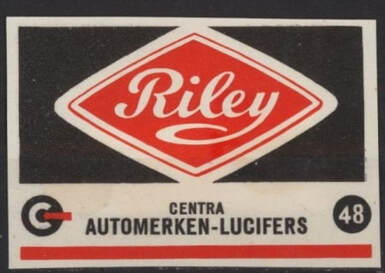 Riley
CENTRA
AUTOMERKEN-LUCIFERS
48